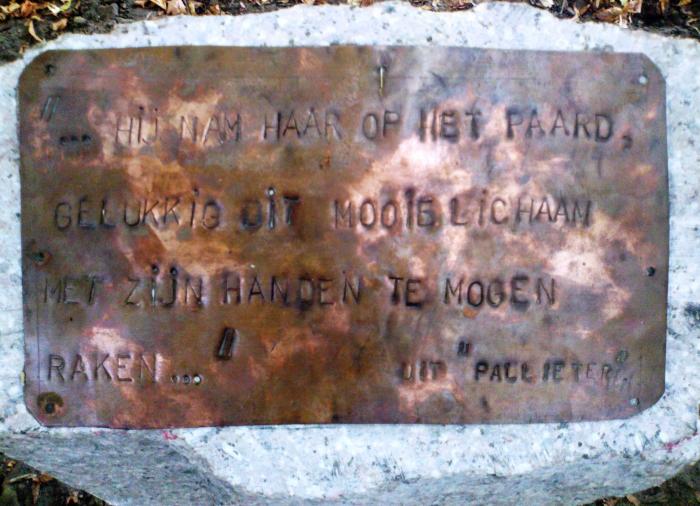 "... HIJ NAM HAAR OP HET PAARD,
GELUKKIG DIT MOOIE LICHAAM
MET ZIJN HANDEN TE MOGEN
RAKEN..." UIT "PALLIETER".